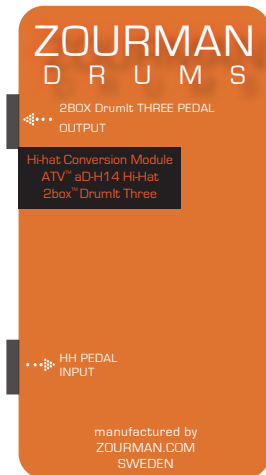 ZOURMAN
DRUMS
2BOX DrumIt THREE PEDAL
OUTPUT
Hi-hat Conversion Module
ATV™ aD-H14 Hi-Hat
2box™ DrumIt Three
HH PEDAL
INPUT
manufactured by
ZOURMAN.COM
SWEDEN